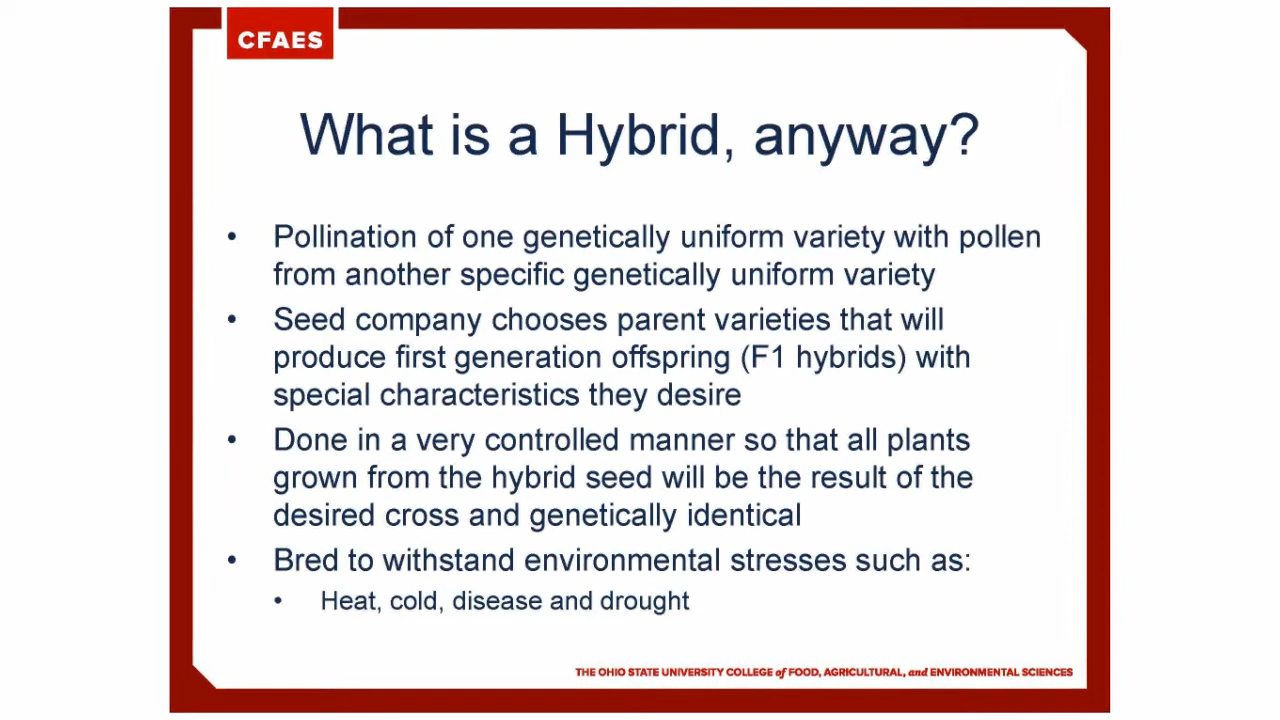 CFAES
What is a Hybrid, anyway?
• Pollination of one genetically uniform variety with pollen
from another specific genetically uniform variety
• Seed company chooses parent varieties that will
produce first generation offspring (F1 hybrids) with
special characteristics they desire
• Done in a very controlled manner so that all plants
grown from the hybrid seed will be the result of the
desired cross and genetically identical
• Bred to withstand environmental stresses such as:
• Heat, cold, disease and drought
THE OHIO STATE UNIVERSITY COLLEGE of FOOD, AGRICULTURAL, and ENVIRONMENTAL SCIENCES